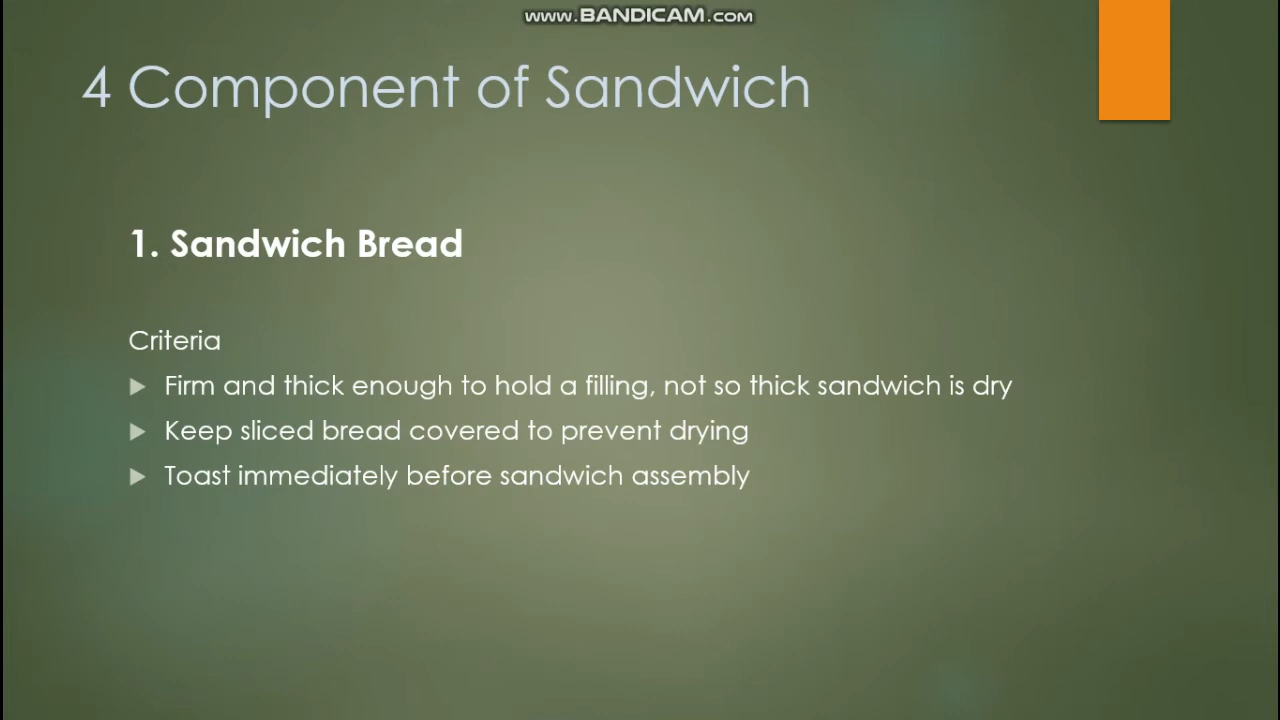 www.BANDICAM.COM
4 Component of Sandwich
1. Sandwich Bread
Criteria
Firm and thick enough to hold a filling, not so thick sandwich is dry
Keep sliced bread covered to prevent drying
Toast immediately before sandwich assembly